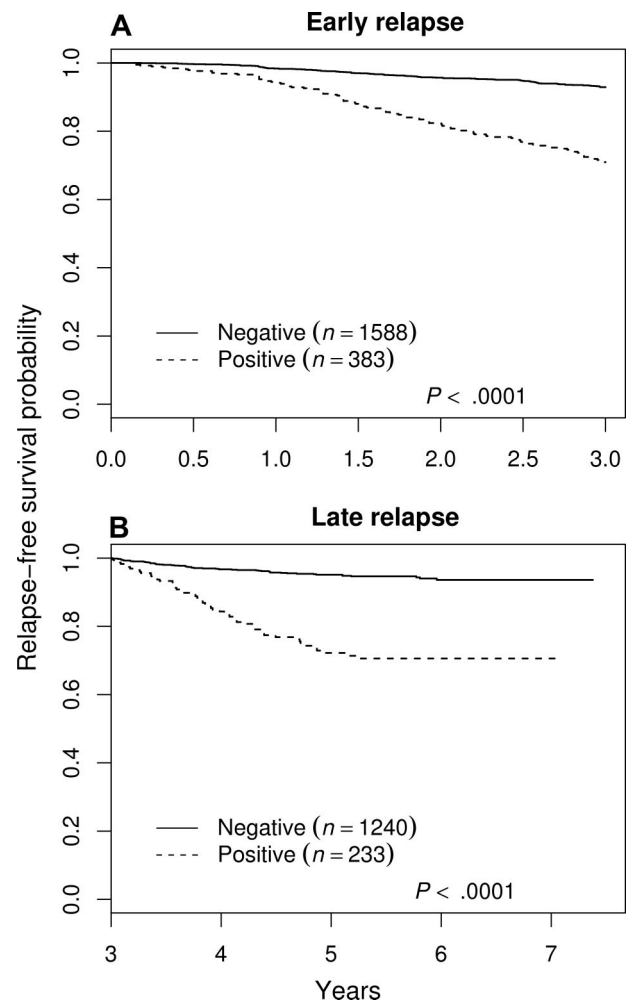 A Early relapse
1.0
0.8
0.6
0.4
0.2
0.0
Negative (n = 1588)
Positive (n = 383)
P < .0001
0.0 0.5 1.0 1.5 2.0 2.5 3.0
Relapse−free survival probability
B Late relapse
1.0
0.8
0.6
0.4
0.2
0.0
Negative (n = 1240)
Positive (n = 233)
P < .0001
3 4 5 6 7
Years